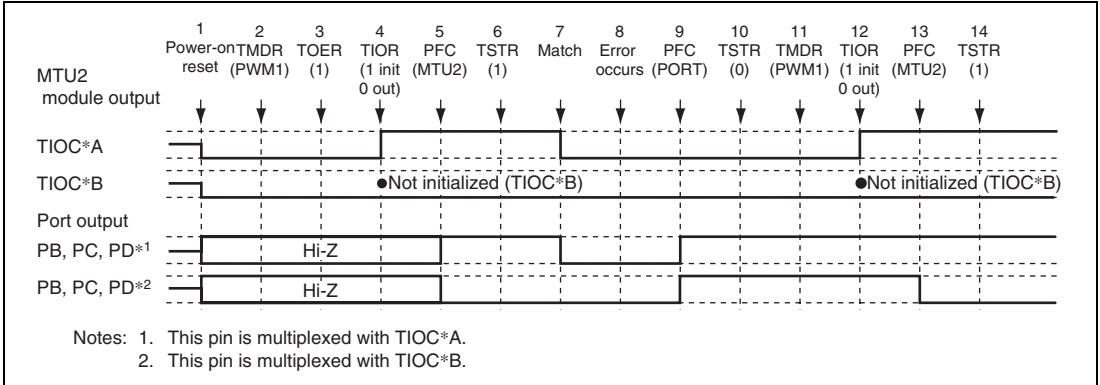 1 2 3 4 5 6 7 8 9 10 11 12 13 14
Power-on TMDR TOER TIOR PFC TSTR Match Error PFC TSTR TMDR TIOR PFC TSTR
reset (PWM1) (1) (1 init (MTU2) (1) occurs (PORT) (0) (PWM1) (1 init (MTU2) (1)
0 out) 0 out)
MTU2
module output
TIOC*A
TIOC*B ●Not initialized (TIOC*B) ●Not initialized (TIOC*B)
Port output
PB, PC, PD*1 Hi-Z
PB, PC, PD*2 Hi-Z
Notes: 1. This pin is multiplexed with TIOC*A.
2. This pin is multiplexed with TIOC*B.